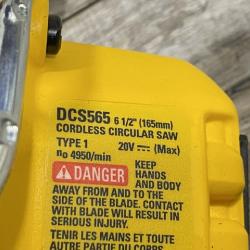 DCS565 6 1/2" (165mm)
CORDLESS CIRCULAR SAW
TYPE 1 20V ⎓ (Max)
no 4950/min
DANGER KEEP
HANDS
AND BODY
AWAY FROM AND TO THE
SIDE OF THE BLADE. CONTACT
WITH BLADE WILL RESULT IN
SERIOUS INJURY.
TENIR LES MAINS ET TOUT
AUTRE PARTIE DU CORPS